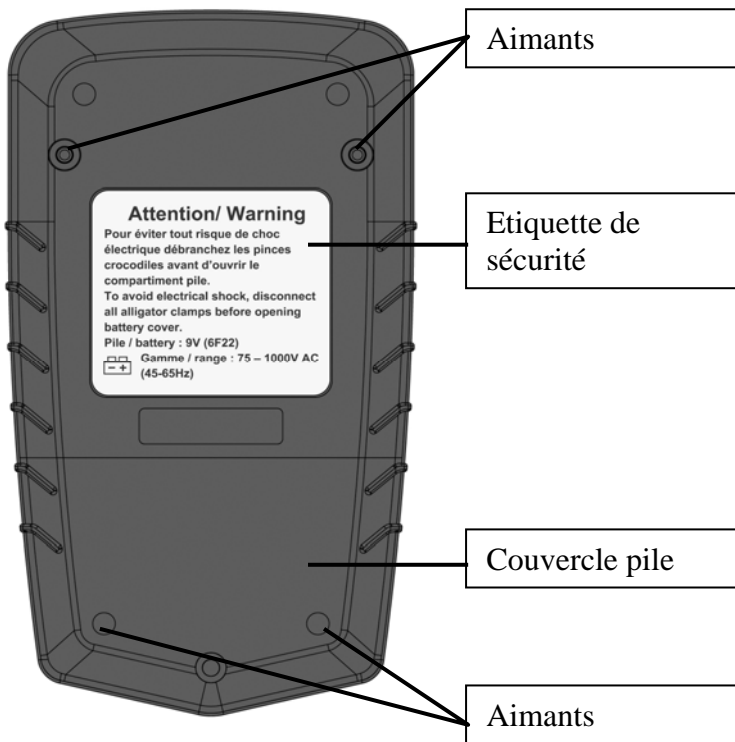 Aimants
Attention/ Warning
Pour éviter tout risque de choc
électrique débranchez les pinces
crocodiles avant d'ouvrir le
compartiment pile.
To avoid electrical shock, disconnect
all alligator clamps before opening
battery cover.
Pile / battery : 9V (6F22)
Gamme / range : 75 – 1000V AC
(45-65Hz)
Etiquette de
sécurité
Couvercle pile
Aimants